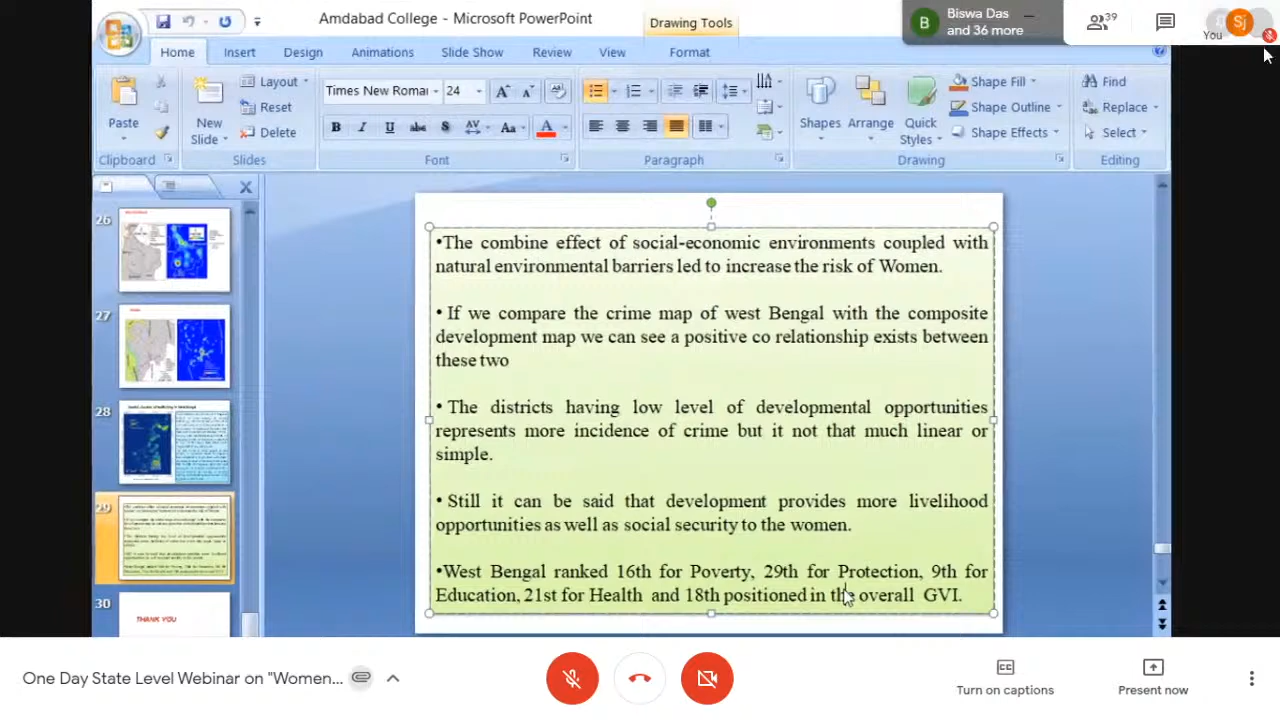 Amdabad College - Microsoft PowerPoint
Drawing Tools
B
Biswa Das
and 36 more
39
You
Sj
Home Insert Design Animations Slide Show Review View Format
Paste
Clipboard
New
Slide
Layout
Reset
Delete
Slides
Times New Romai
24
B I U abc S AV Aa A
Font
Paragraph
Shapes
Arrange
Quick
Styles
Shape Fill
Shape Outline
Shape Effects
Drawing
Find
Replace
Select
Editing
26
27
28
29
30
THANK YOU
•The combine effect of social-economic environments coupled with
natural environmental barriers led to increase the risk of Women.
• If we compare the crime map of west Bengal with the composite
development map we can see a positive co relationship exists between
these two
• The districts having low level of developmental opportunities
represents more incidence of crime but it not that much linear or
simple.
• Still it can be said that development provides more livelihood
opportunities as well as social security to the women.
•West Bengal ranked 16th for Poverty, 29th for Protection, 9th for
Education, 21st for Health and 18th positioned in the overall GVI.
One Day State Level Webinar on "Women...
CC
Turn on captions
Present now